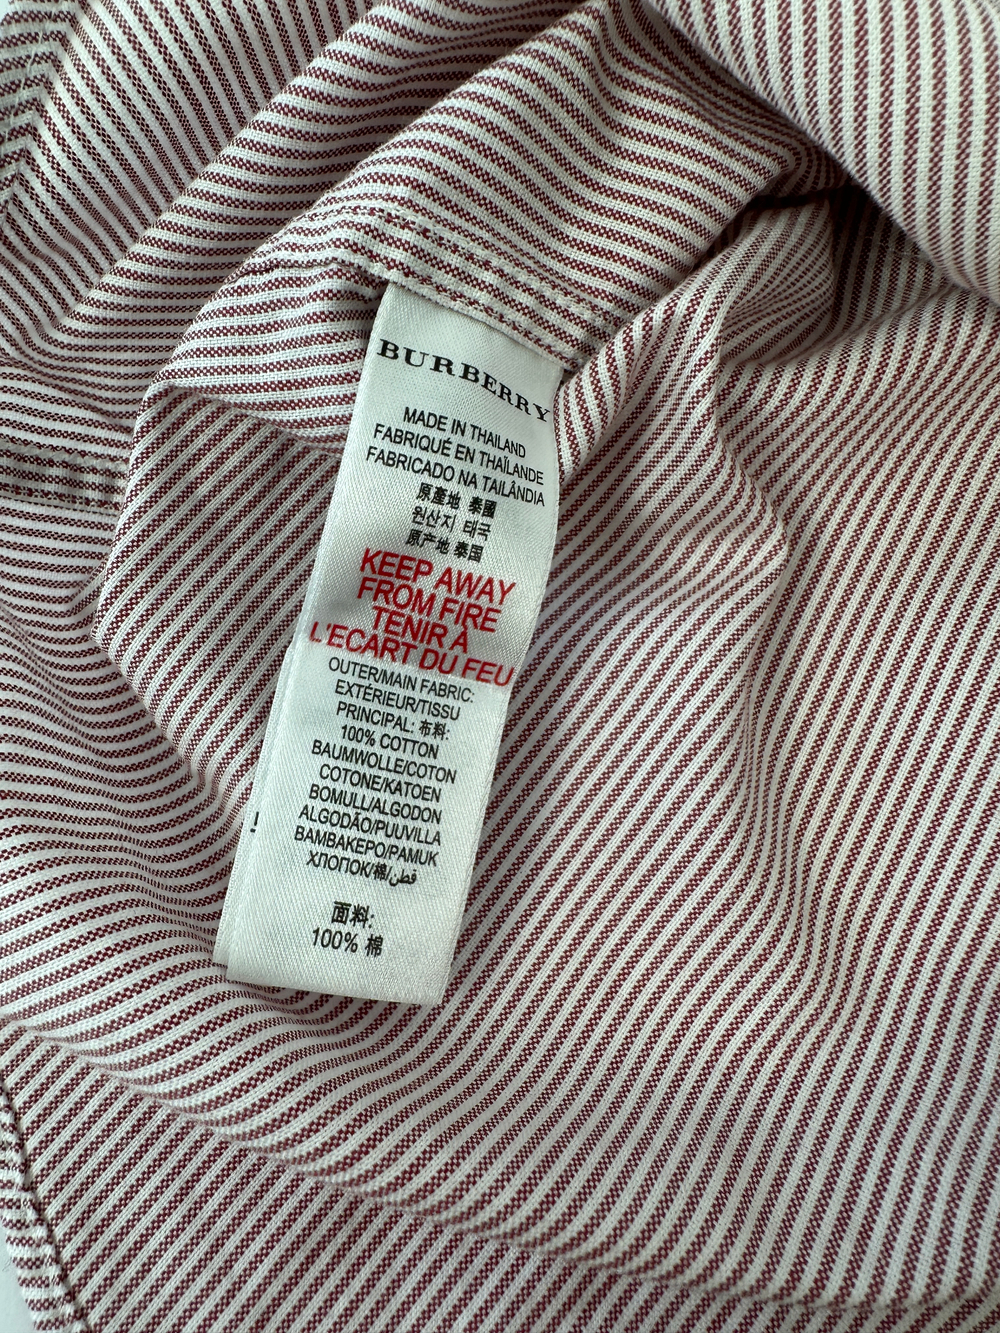 BURBERRY
MADE IN THAILAND
FABRIQUÉ EN THAÏLANDE
FABRICADO NA TAILÂNDIA
原產地 泰國
원산지 태국
原产地 泰国
KEEP AWAY
FROM FIRE
TENIR À
L'ECART DU FEU
OUTER/MAIN FABRIC:
EXTÉRIEUR/TISSU
PRINCIPAL: 布料:
100% COTTON
BAUMWOLLE/COTON
COTONE/KATOEN
BOMULL/ALGODON
ALGODÃO/PUUVILLA
ΒΑΜΒΑΚΕΡΟ/PAMUK
ХЛОПОК/棉/قطن
面料:
100% 棉